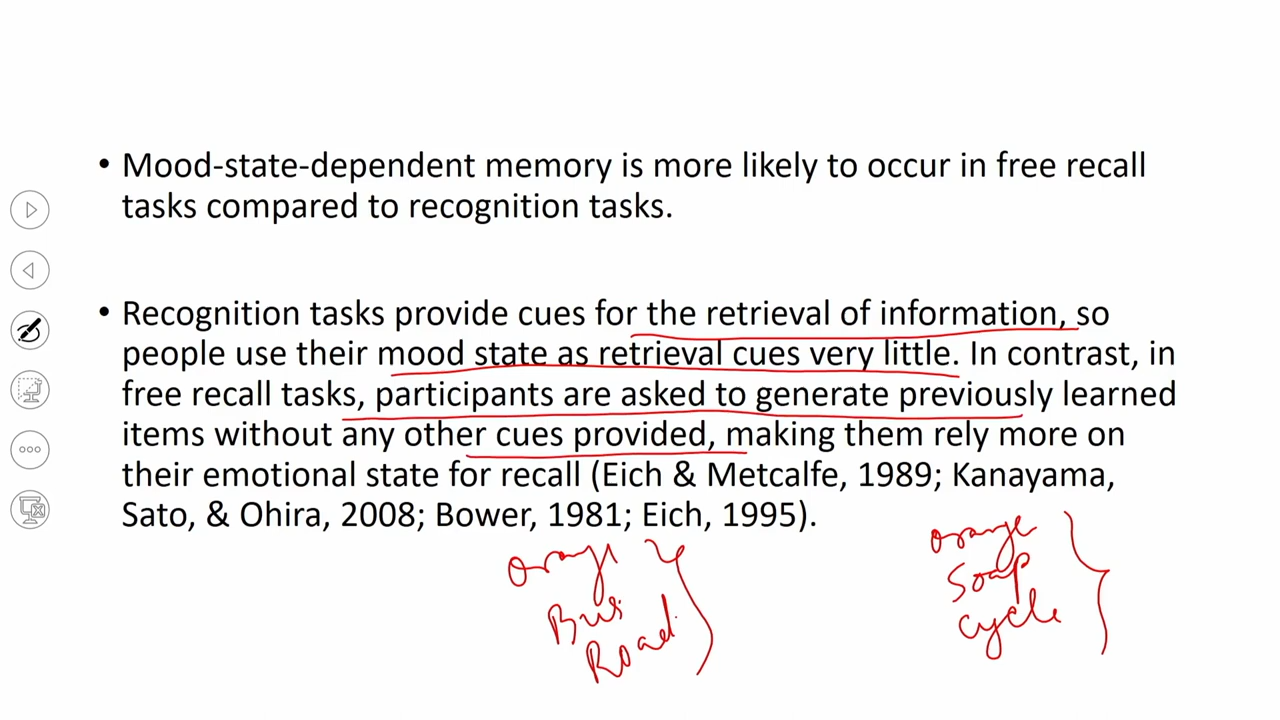 • Mood-state-dependent memory is more likely to occur in free recall
tasks compared to recognition tasks.
• Recognition tasks provide cues for the retrieval of information, so
people use their mood state as retrieval cues very little. In contrast, in
free recall tasks, participants are asked to generate previously learned
items without any other cues provided, making them rely more on
their emotional state for recall (Eich & Metcalfe, 1989; Kanayama,
Sato, & Ohira, 2008; Bower, 1981; Eich, 1995).
orange
Bus
Road
orange
Soap
cycle